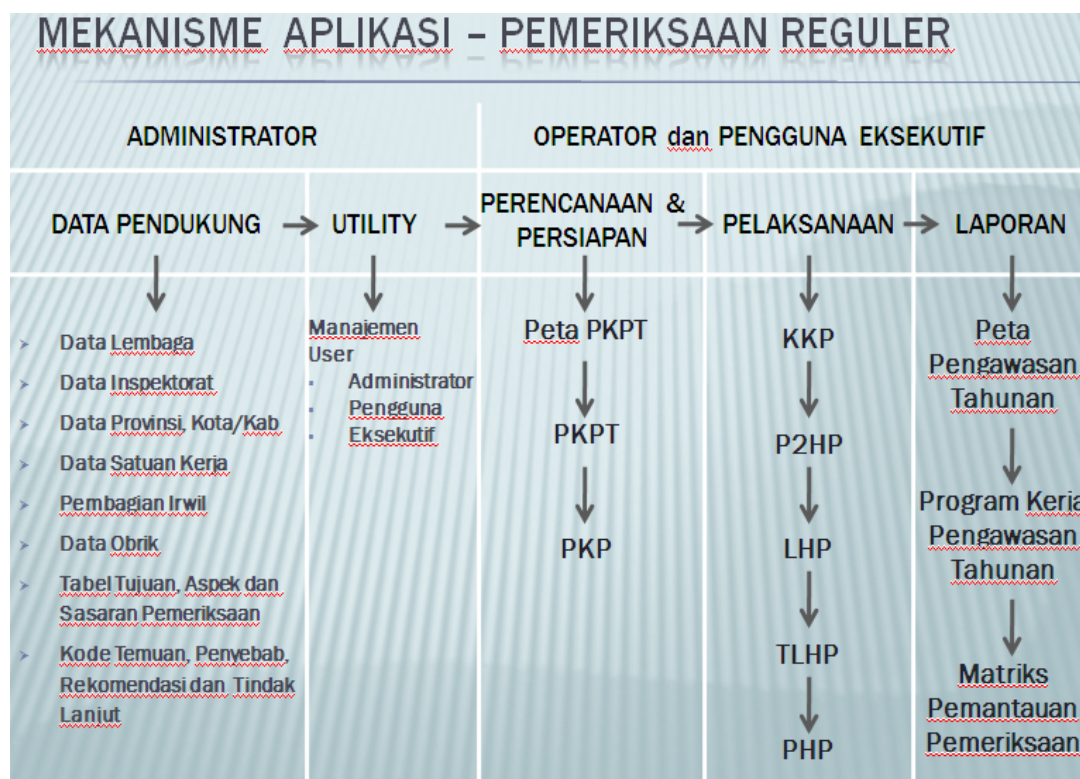 MEKANISME APLIKASI – PEMERIKSAAN REGULER
ADMINISTRATOR
OPERATOR dan PENGGUNA EKSEKUTIF
DATA PENDUKUNG
UTILITY
PERENCANAAN &
PERSIAPAN
PELAKSANAAN
LAPORAN
Data Lembaga
Data Inspektorat
Data Provinsi, Kota/Kab
Data Satuan Kerja
Pembagian Irwil
Data Obrik
Tabel Tujuan, Aspek dan
Sasaran Pemeriksaan
Kode Temuan, Penyebab,
Rekomendasi dan Tindak
Lanjut
Manajemen
User
Administrator
Pengguna
Eksekutif
Peta PKPT
PKPT
PKP
KKP
P2HP
LHP
TLHP
PHP
Peta
Pengawasan
Tahunan
Program Kerja
Pengawasan
Tahunan
Matriks
Pemantauan
Pemeriksaan